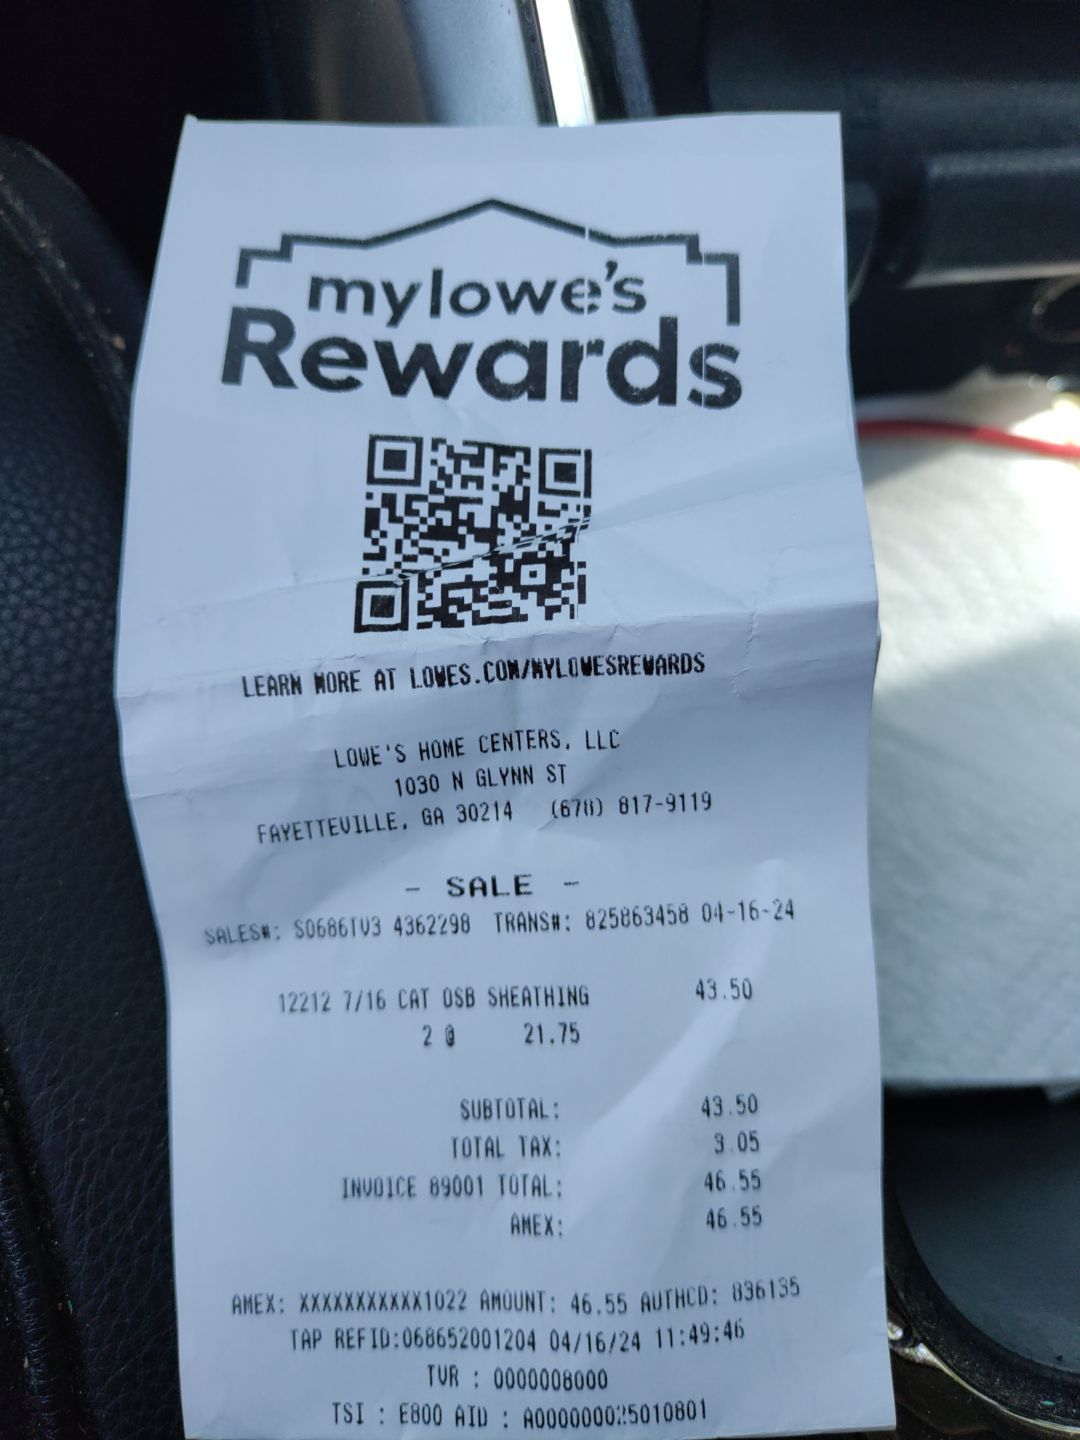 mylowe's
Rewards
LEARN MORE AT LOWES.COM/MYLOWESREWARDS
LOWE'S HOME CENTERS, LLC
1030 N GLYNN ST
FAYETTEVILLE, GA 30214 (678) 817-9119
- SALE -
SALES#: S0686TV3 4362298 TRANS#: 825863458 04-16-24
12212 7/16 CAT OSB SHEATHING 43.50
2 @ 21.75
SUBTOTAL: 43.50
TOTAL TAX: 3.05
INVOICE 89001 TOTAL: 46.55
AMEX: 46.55
AMEX: XXXXXXXXXXX1022 AMOUNT: 46.55 AUTHCD: 836135
TAP REFID:068652001204 04/16/24 11:49:46
TVR : 0000008000
TSI : E800 AID : A000000025010801